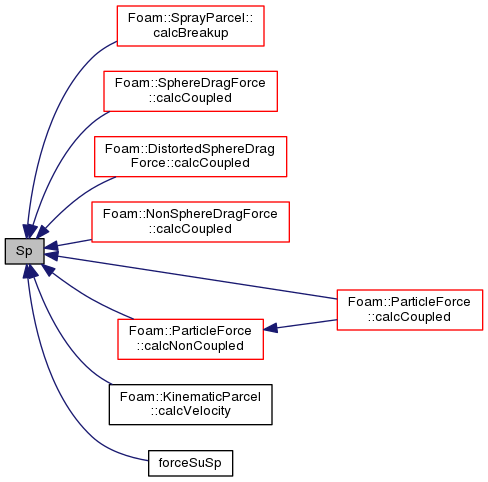 Foam::SprayParcel::
calcBreakup
Foam::SphereDragForce
::calcCoupled
Foam::DistortedSphereDrag
Force::calcCoupled
Foam::NonSphereDragForce
::calcCoupled
Sp
Foam::ParticleForce
::calcCoupled
Foam::ParticleForce
::calcNonCoupled
Foam::KinematicParcel
::calcVelocity
forceSuSp